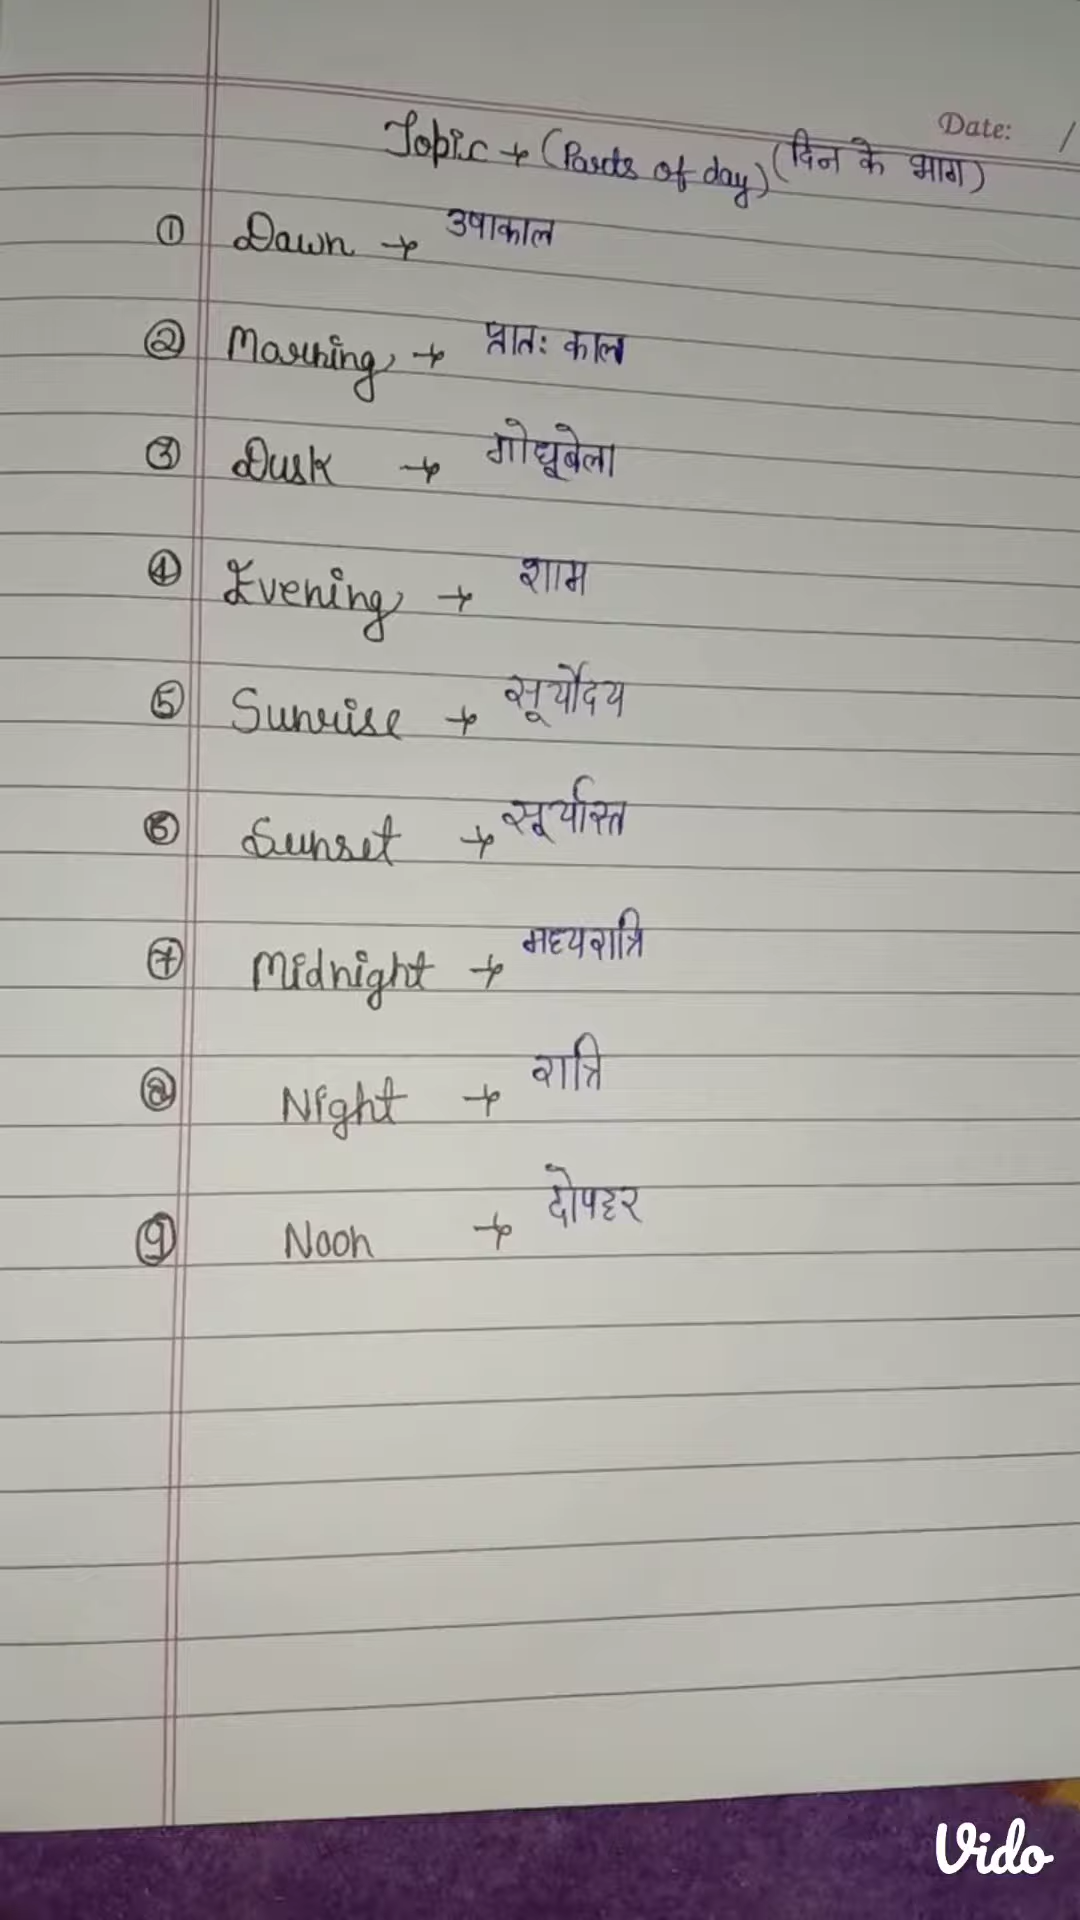 Date: /
Topic → (Parts of day) (दिन के भाग)
① Dawn → उषाकाल
② Morning → प्रातः काल
③ Dusk → गोधूबेला
④ Evening → शाम
⑤ Sunrise → सूर्योदय
⑥ Sunset → सूर्यास्त
⑦ Midnight → मध्यरात्रि
⑧ Night → रात्रि
⑨ Noon → दोपहर
Vido